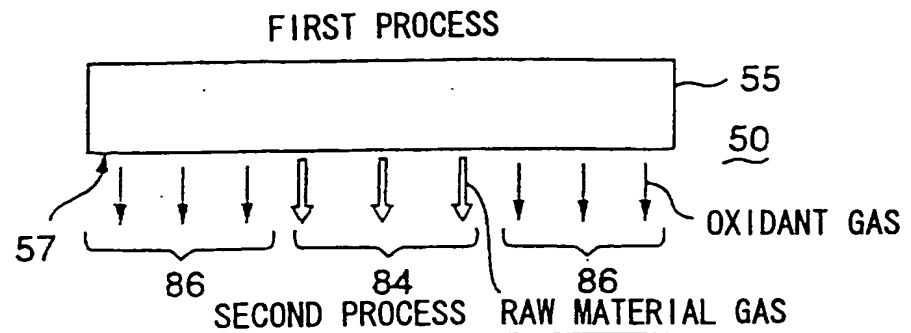 FIRST PROCESS
55
50
OXIDANT GAS
57
86
84
86
SECOND PROCESS
RAW MATERIAL GAS